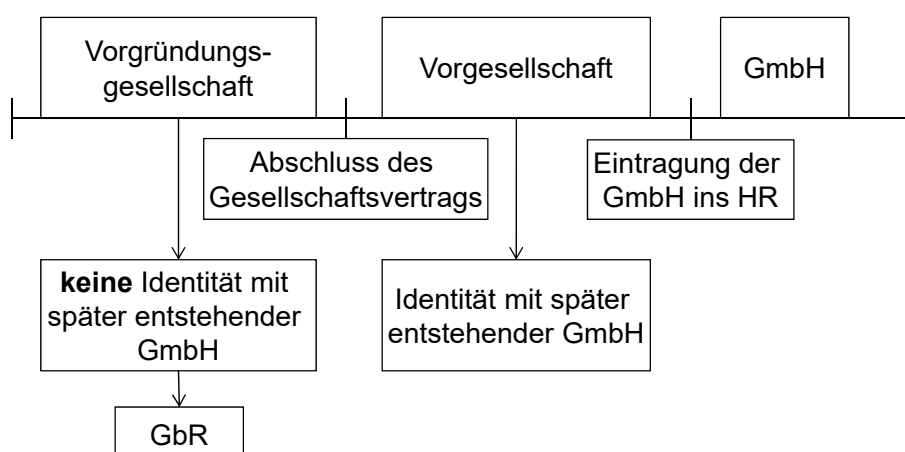 Vorgründungs-
gesellschaft
Vorgesellschaft
GmbH
Abschluss des
Gesellschaftsvertrags
Eintragung der
GmbH ins HR
keine Identität mit
später entstehender
GmbH
Identität mit später
entstehender GmbH
GbR